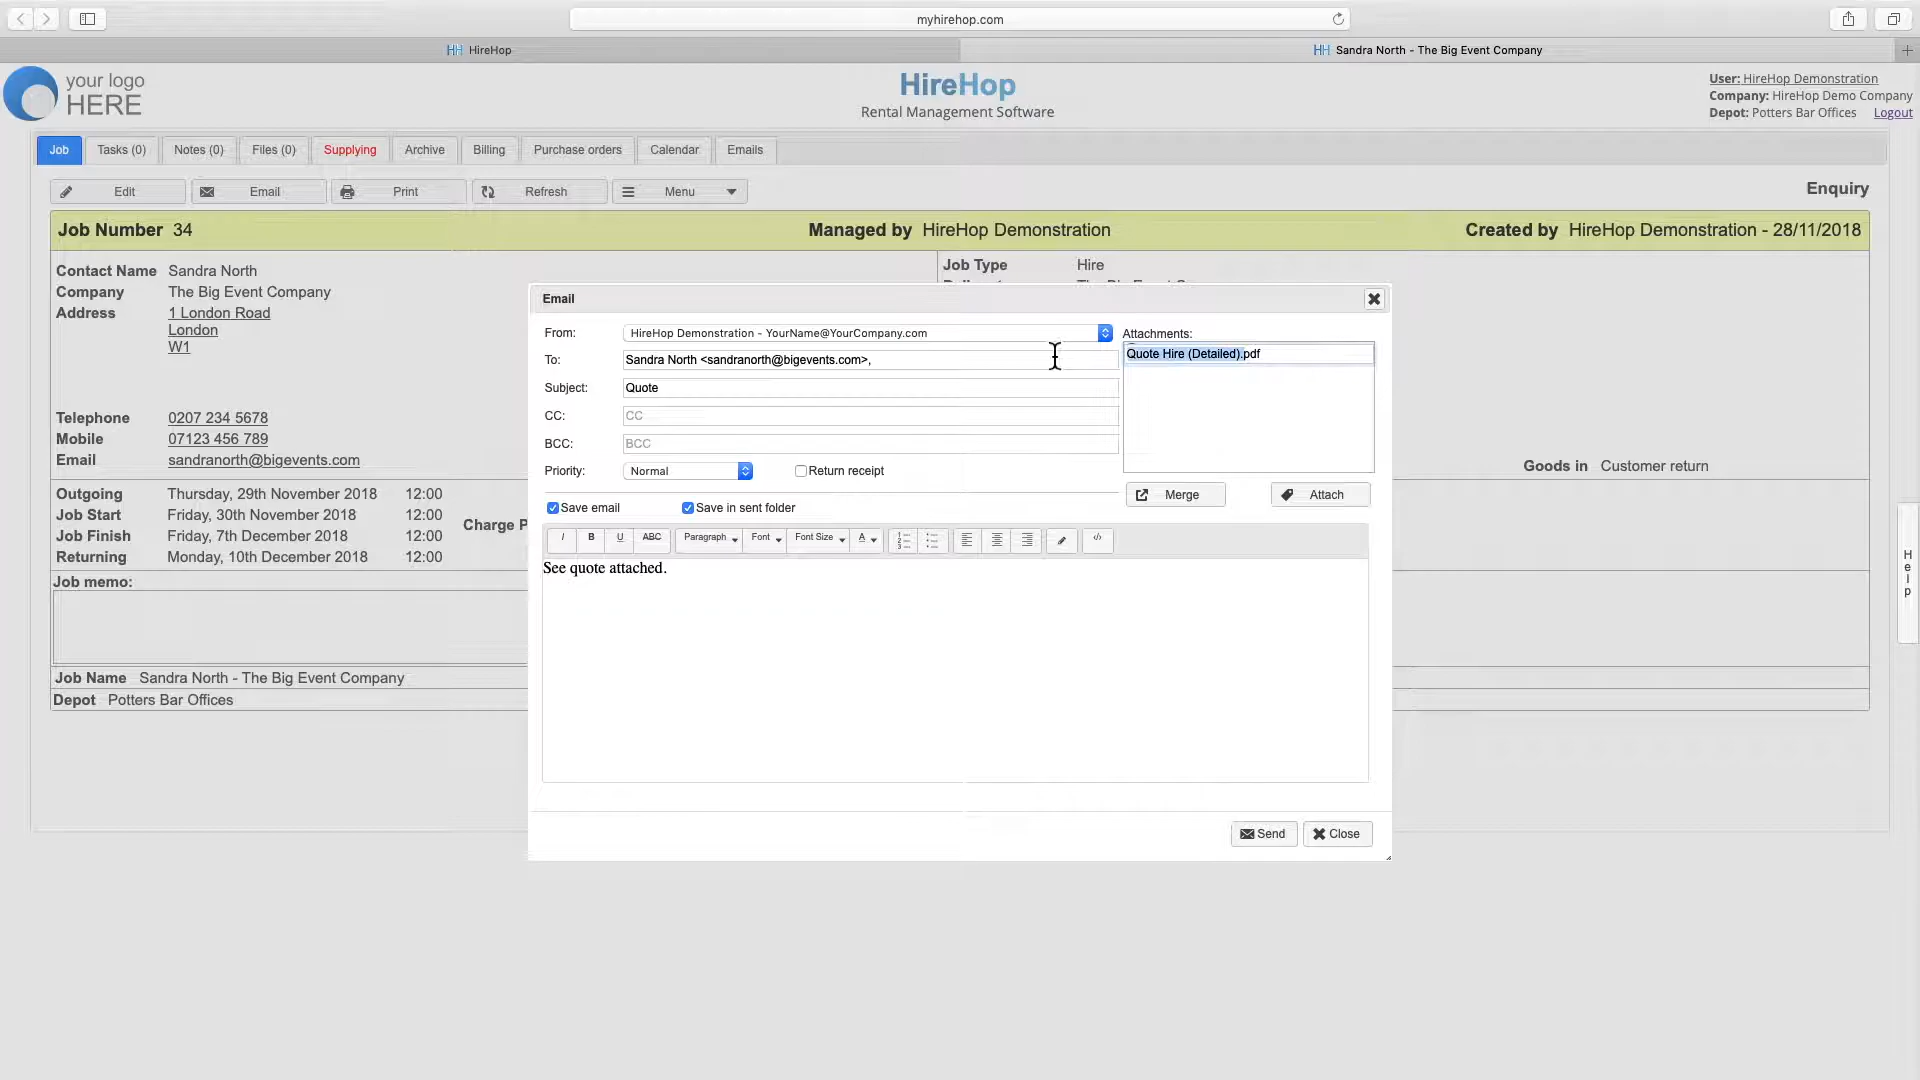 myhirehop.com
HH HireHop
HH Sandra North - The Big Event Company
your logo
HERE
HireHop
Rental Management Software
User: HireHop Demonstration
Company: HireHop Demo Company
Depot: Potters Bar Offices Logout
Job Tasks (0) Notes (0) Files (0) Supplying Archive Billing Purchase orders Calendar Emails
Edit Email Print Refresh Menu
Enquiry
Job Number 34 Managed by HireHop Demonstration Created by HireHop Demonstration - 28/11/2018
Contact Name Sandra North
Company The Big Event Company
Address 1 London Road
London
W1
Telephone 0207 234 5678
Mobile 07123 456 789
Email sandranorth@bigevents.com
Job Type Hire
Goods in Customer return
Outgoing Thursday, 29th November 2018 12:00
Job Start Friday, 30th November 2018 12:00
Job Finish Friday, 7th December 2018 12:00
Returning Monday, 10th December 2018 12:00
Charge P
Job memo:
Job Name Sandra North - The Big Event Company
Depot Potters Bar Offices
Email
From: HireHop Demonstration - YourName@YourCompany.com
To: Sandra North <sandranorth@bigevents.com>,
Subject: Quote
CC: CC
BCC: BCC
Priority: Normal Return receipt
Attachments:
Quote Hire (Detailed).pdf
Merge Attach
Save email Save in sent folder
I B U ABC Paragraph Font Font Size A
See quote attached.
Send Close
Help